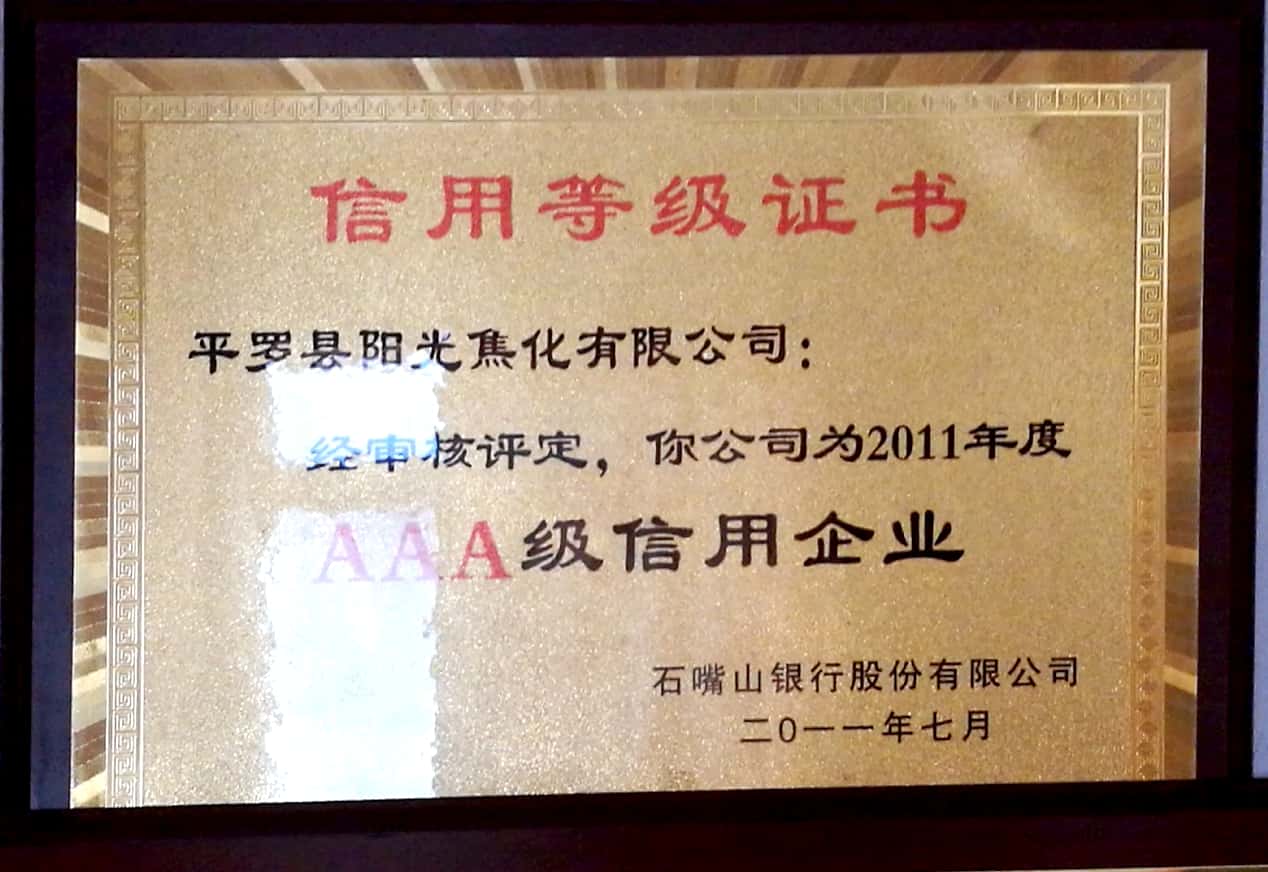 信用等级证书
平罗县阳光焦化有限公司：
经审核评定，你公司为2011年度
AAA级信用企业
石嘴山银行股份有限公司
二0一一年七月